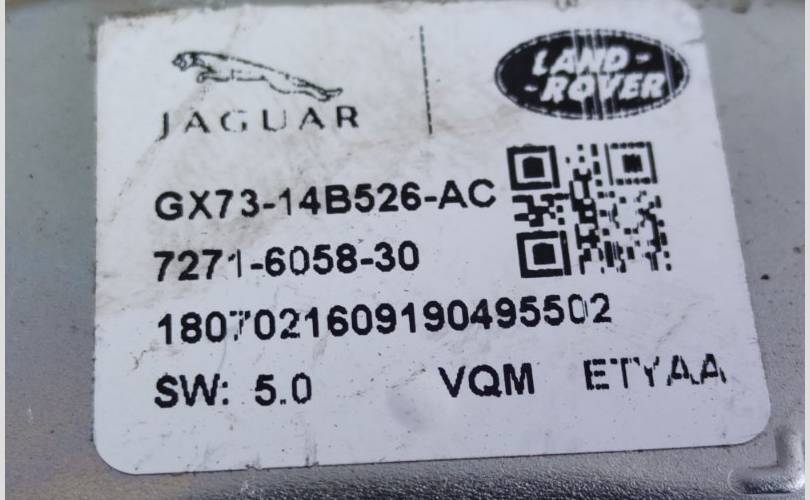 JAGUAR
LAND-
-ROVER
GX73-14B526-AC
7271-6058-30
1807021609190495502
SW: 5.0 VQM ETYAA